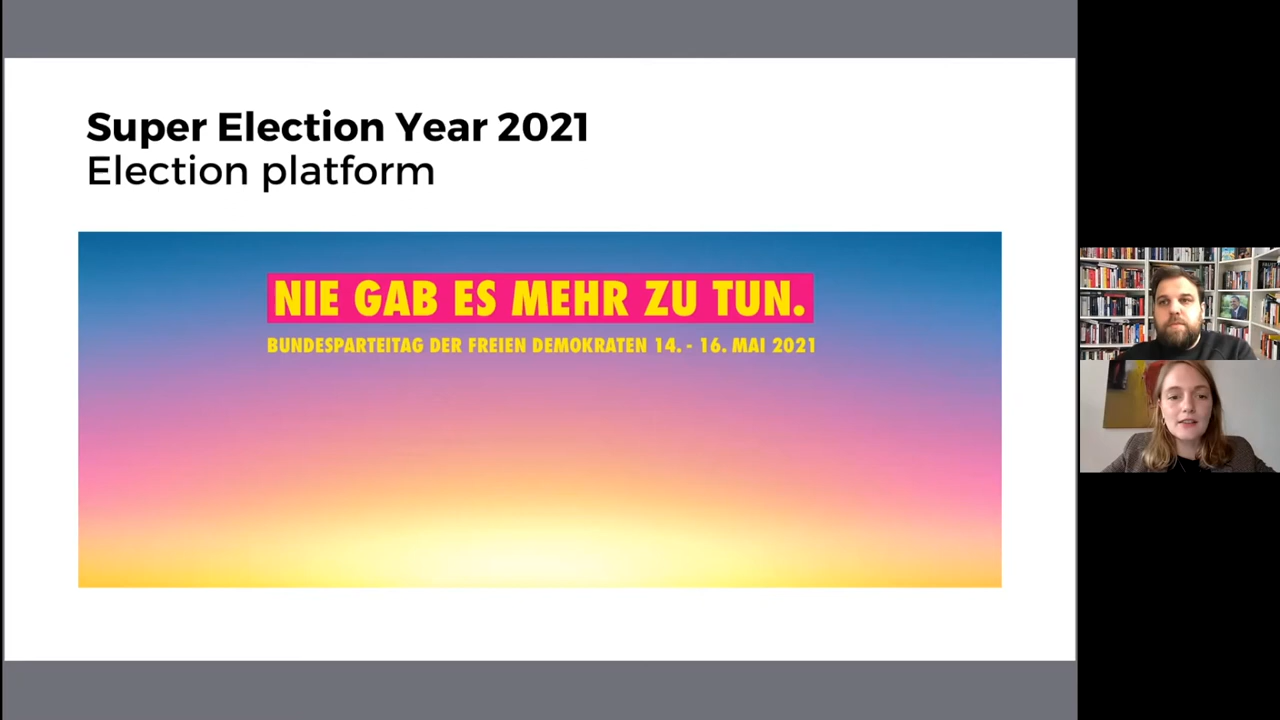 Super Election Year 2021
Election platform
NIE GAB ES MEHR ZU TUN.
BUNDESPARTEITAG DER FREIEN DEMOKRATEN 14. - 16. MAI 2021